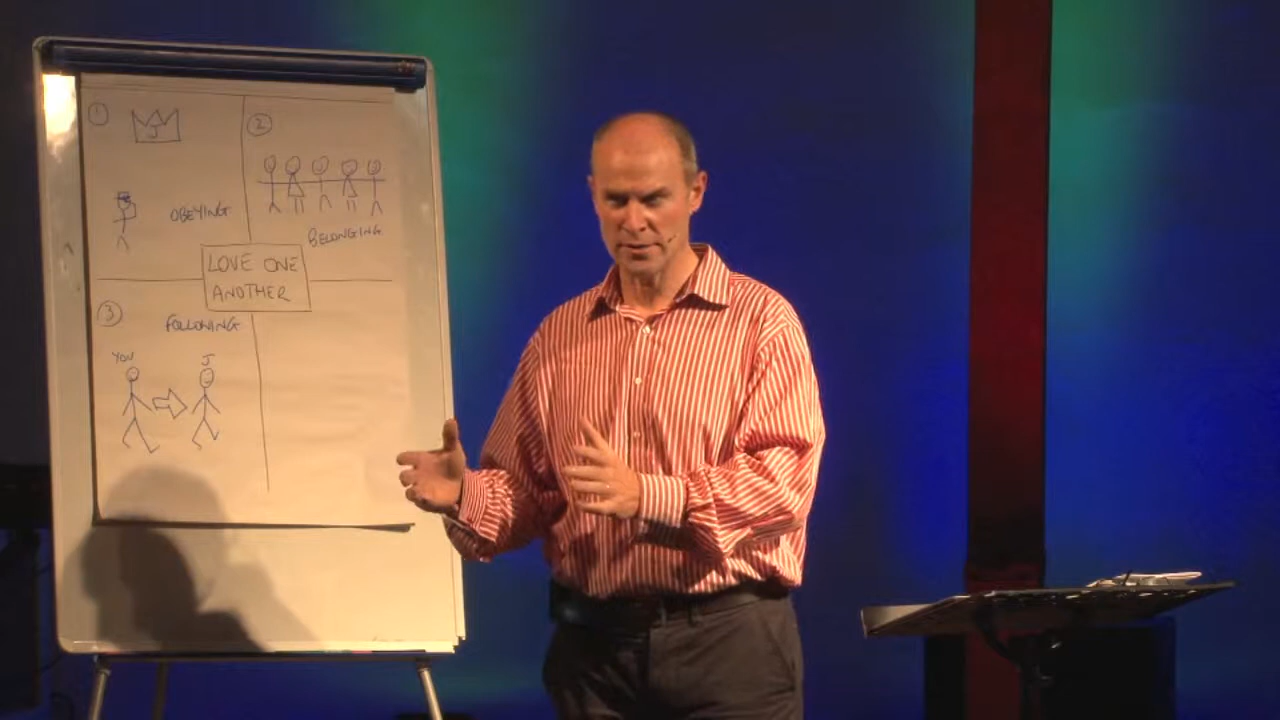 ①
J
OBEYING
②
BELONGING
LOVE ONE
ANOTHER
③
FOLLOWING
YOU
J